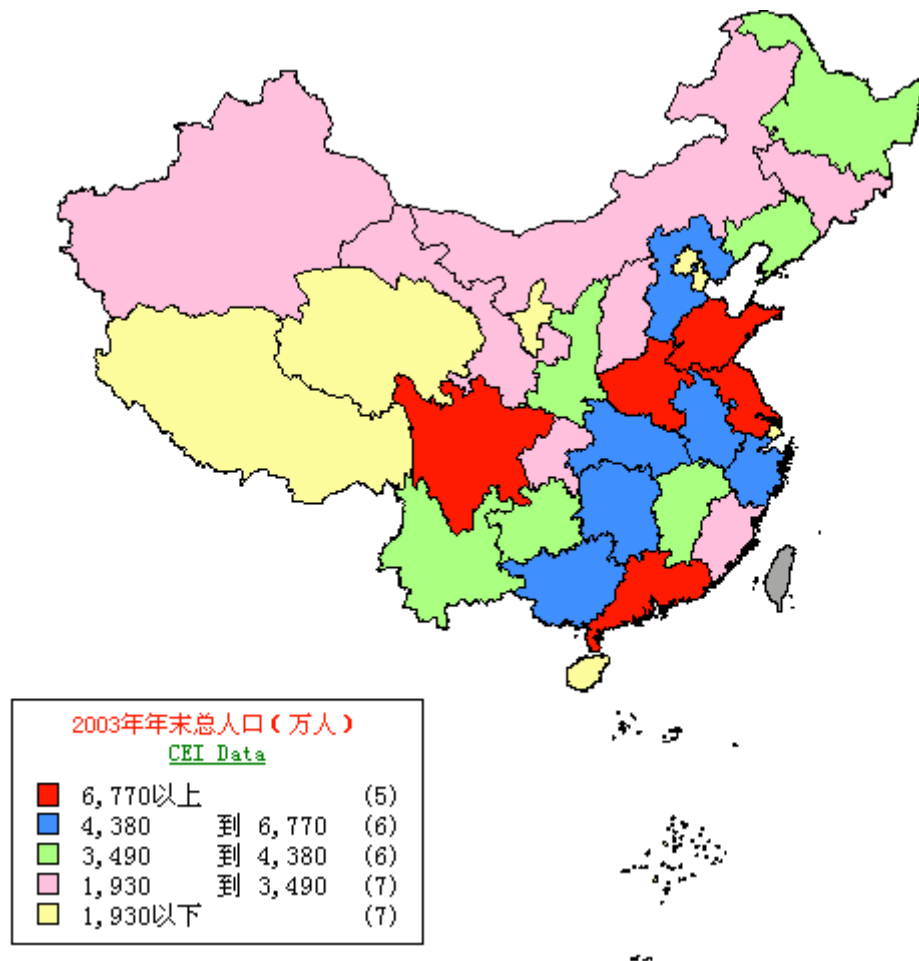 2003年年末总人口（万人）
CEI Data
6,770以上 (5)
4,380 到 6,770 (6)
3,490 到 4,380 (6)
1,930 到 3,490 (7)
1,930以下 (7)